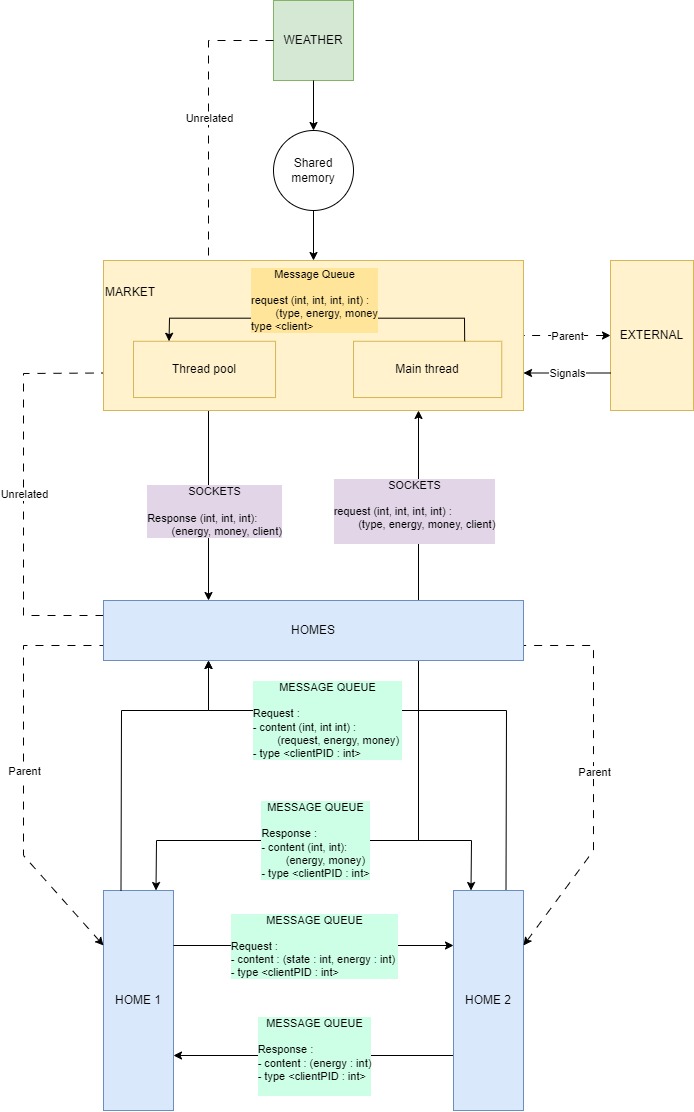 WEATHER
Unrelated
Shared
memory
Message Queue
MARKET
request (int, int, int, int) :
(type, energy, money
type <client>
Thread pool
Main thread
Parent
EXTERNAL
Signals
SOCKETS
Response (int, int, int):
(energy, money, client)
SOCKETS
request (int, int, int, int) :
(type, energy, money, client)
Unrelated
HOMES
MESSAGE QUEUE
Request :
- content (int, int int) :
(request, energy, money)
- type <clientPID : int>
Parent
Parent
MESSAGE QUEUE
Response :
- content (int, int):
(energy, money)
- type <clientPID : int>
MESSAGE QUEUE
Request :
- content : (state : int, energy : int)
- type <clientPID : int>
HOME 1
HOME 2
MESSAGE QUEUE
Response :
- content : (energy : int)
- type <clientPID : int>